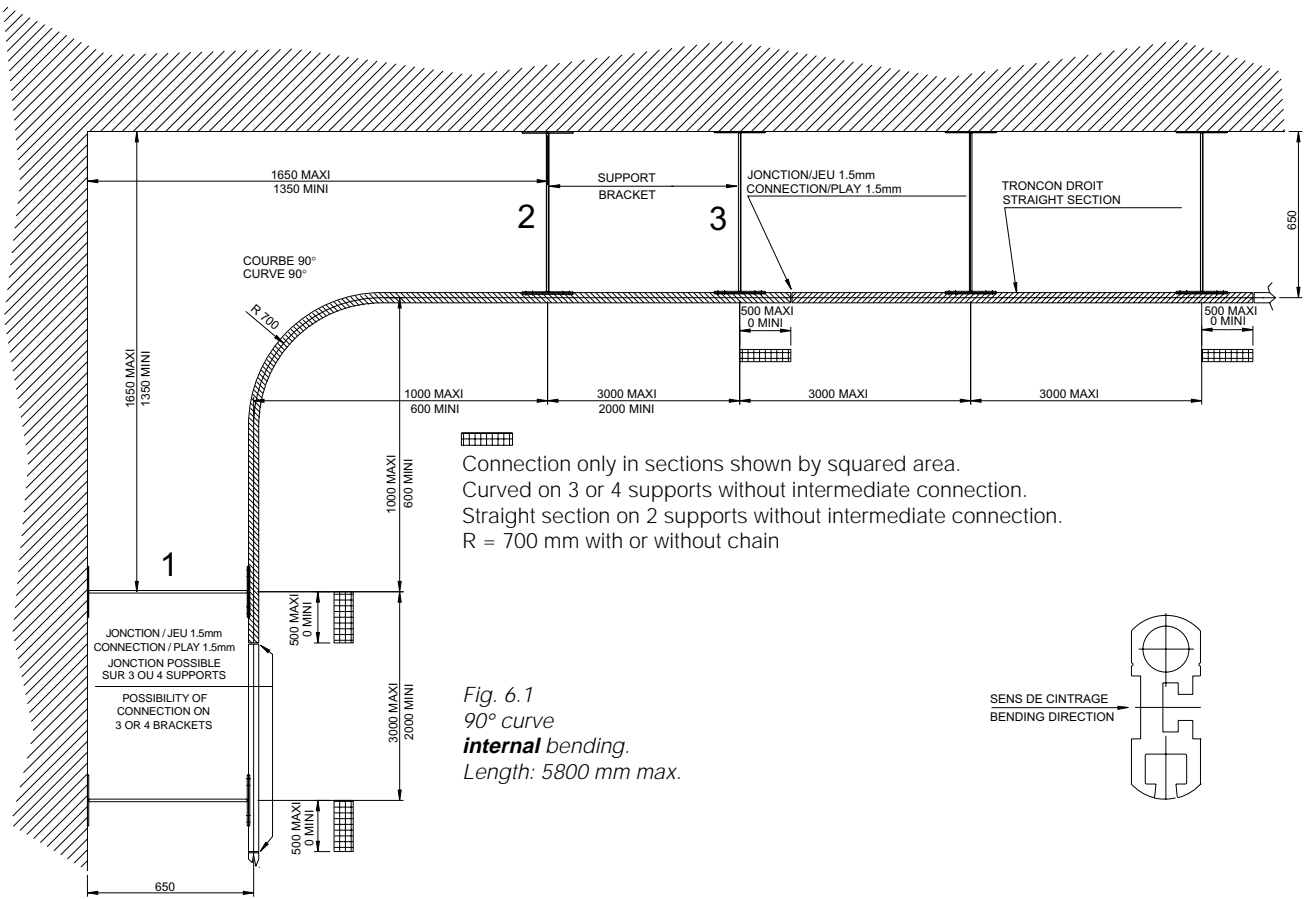 1650 MAXI
1350 MINI
SUPPORT
BRACKET
JONCTION/JEU 1.5mm
CONNECTION/PLAY 1.5mm
TRONCON DROIT
STRAIGHT SECTION
650
2
3
COURBE 90°
CURVE 90°
R 700
1650 MAXI
1350 MINI
500 MAXI
0 MINI
500 MAXI
0 MINI
1000 MAXI
600 MINI
3000 MAXI
2000 MINI
3000 MAXI
3000 MAXI
1000 MAXI
600 MINI
Connection only in sections shown by squared area.
Curved on 3 or 4 supports without intermediate connection.
Straight section on 2 supports without intermediate connection.
R = 700 mm with or without chain
1
JONCTION / JEU 1.5mm
CONNECTION / PLAY 1.5mm
JONCTION POSSIBLE
SUR 3 OU 4 SUPPORTS
POSSIBILITY OF
CONNECTION ON
3 OR 4 BRACKETS
500 MAXI
0 MINI
3000 MAXI
2000 MINI
500 MAXI
0 MINI
Fig. 6.1
90° curve
internal bending.
Length: 5800 mm max.
SENS DE CINTRAGE
BENDING DIRECTION
650